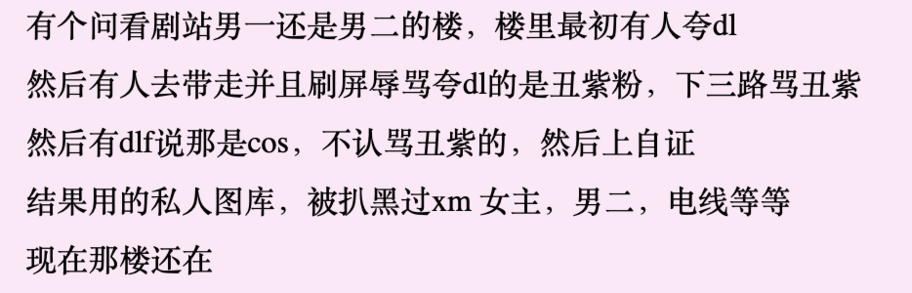 有个问看剧站男一还是男二的楼，楼里最初有人夸dl
然后有人去带走并且刷屏辱骂夸dl的是丑紫粉，下三路骂丑紫
然后有dlf说那是cos，不认骂丑紫的，然后上自证
结果用的私人图库，被扒黑过xm 女主，男二，电线等等
现在那楼还在